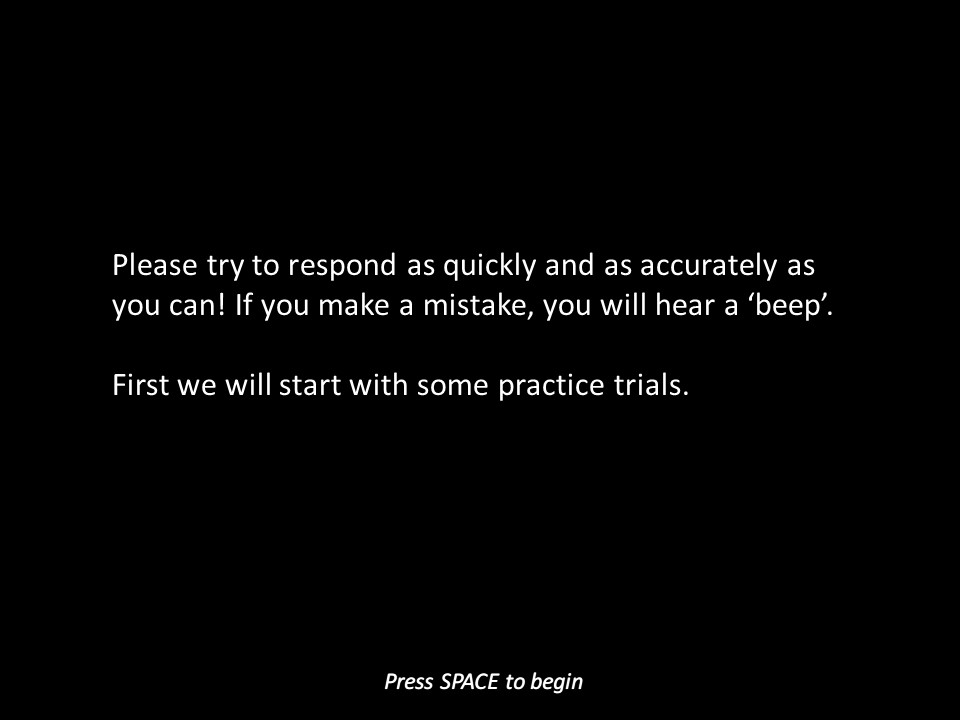 Please try to respond as quickly and as accurately as
you can! If you make a mistake, you will hear a ‘beep’.
First we will start with some practice trials.
Press SPACE to begin